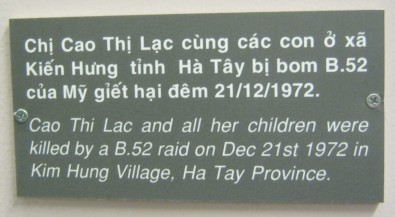 Chị Cao Thị Lạc cùng các con ở xã
Kiến Hưng tỉnh Hà Tây bị bom B.52
của Mỹ giết hại đêm 21/12/1972.
Cao Thi Lac and all her children were
killed by a B.52 raid on Dec 21st 1972 in
Kim Hung Village, Ha Tay Province.